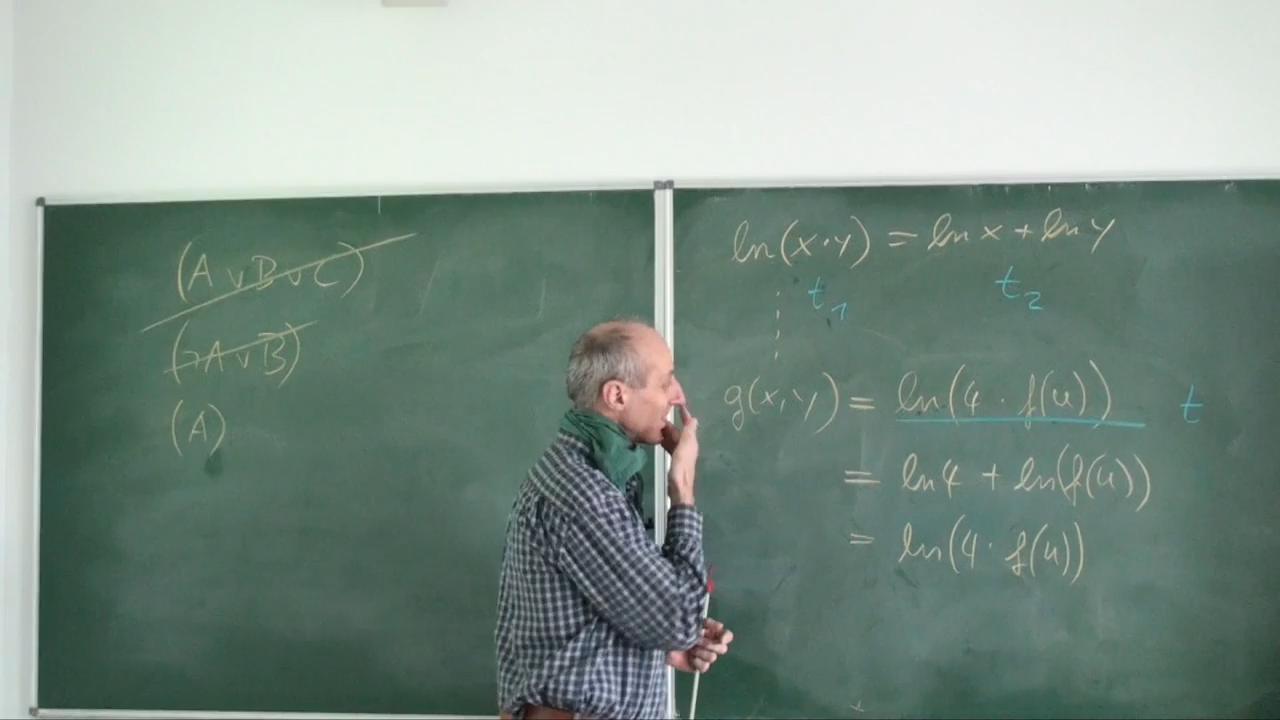 (A ∨ B ∨ C)
(¬A ∨ B)
(A)
ln(x·y) = ln x + ln y
t₁ t₂
g(x,y) = ln(4 · f(u)) t
= ln 4 + ln(f(u))
= ln(4 · f(u))